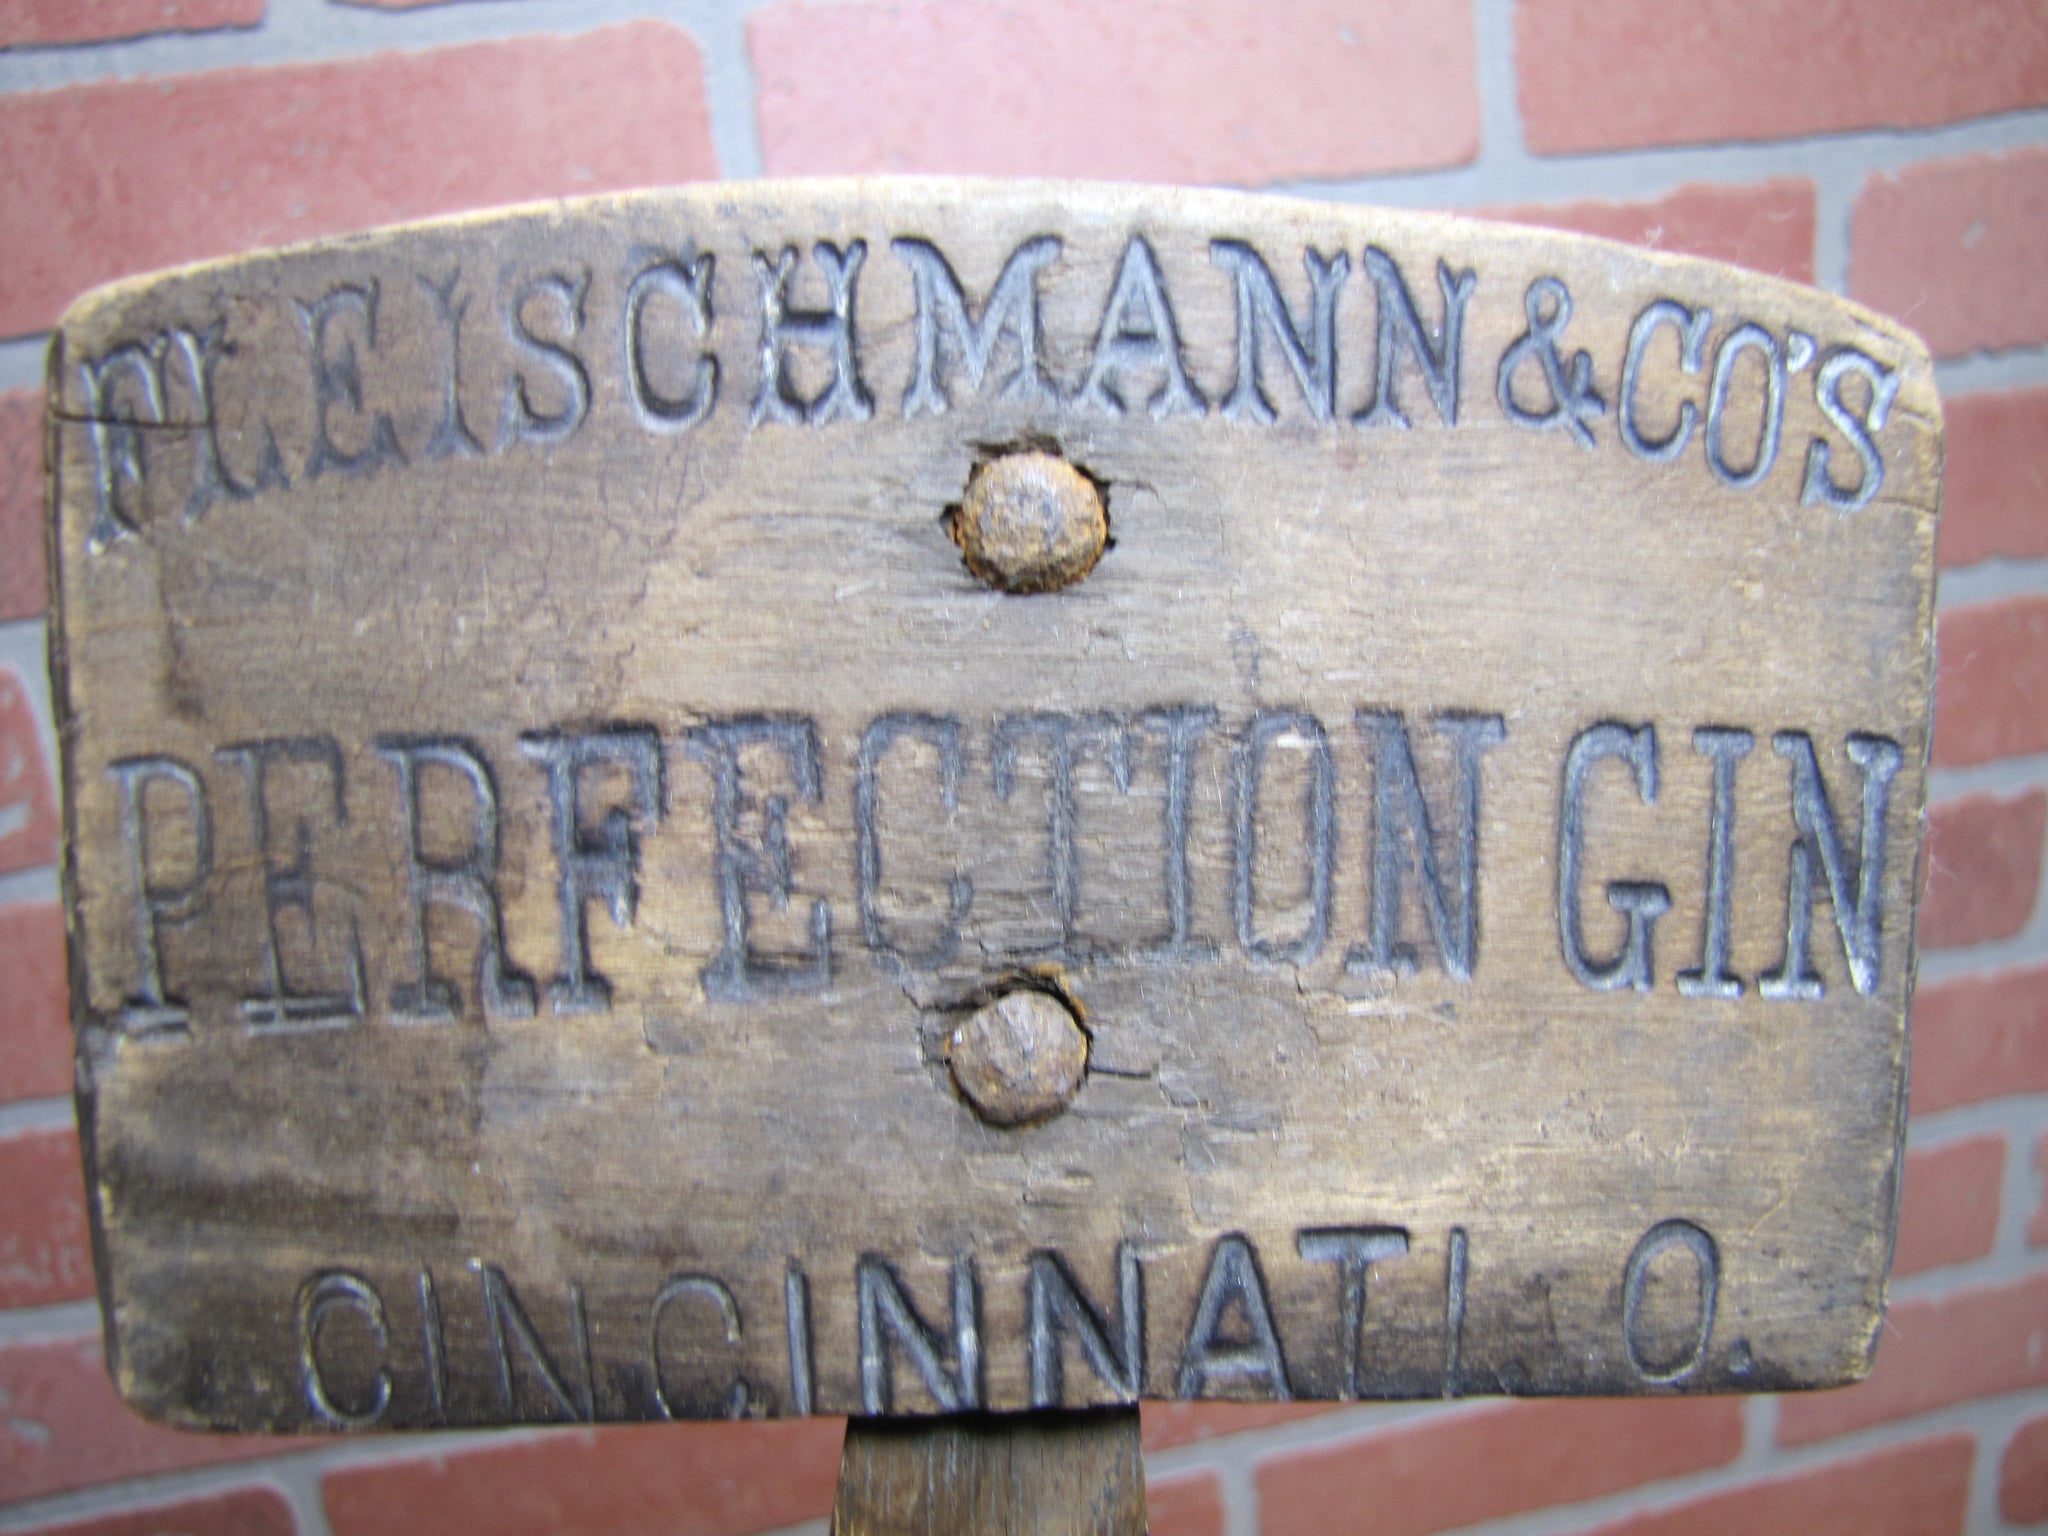 FLEISCHMANN & CO'S
PERFECTION GIN
CINCINNATI. O.